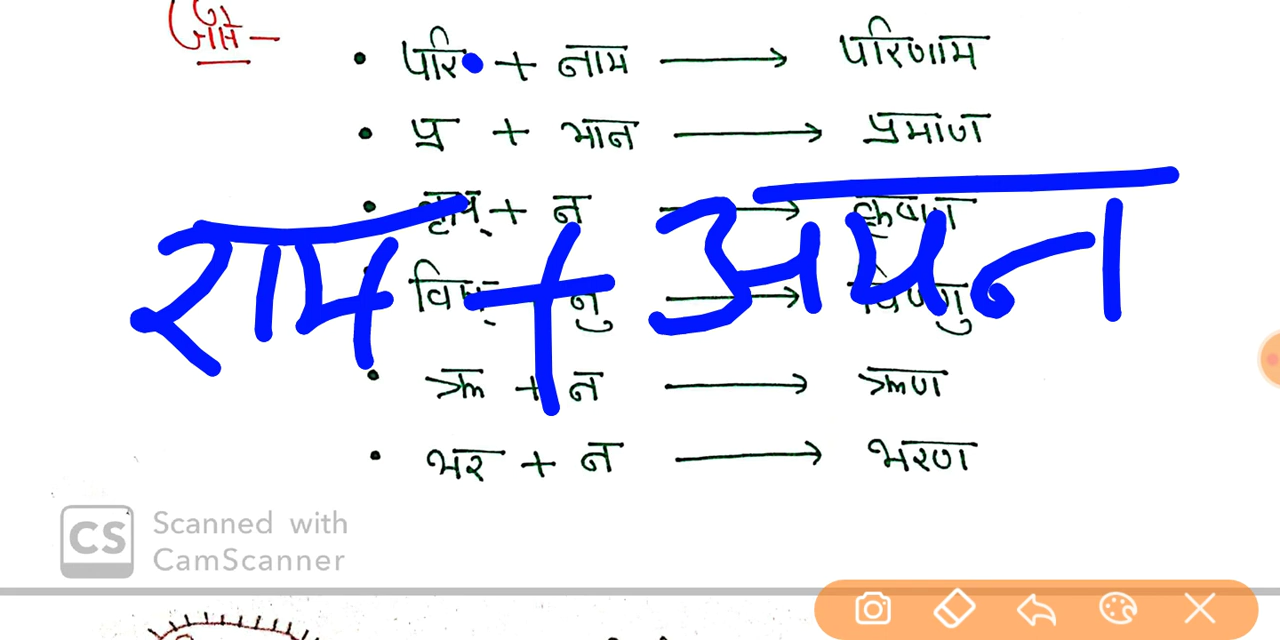 जैसे –
• परि + नाम → परिणाम
• प्र + मान → प्रमाण
• कृष् + न → कृष्ण
राम + अयन
विष् + नु → विष्णु
• ऋ + न → ऋण
• भर + न → भरण
CS Scanned with
CamScanner